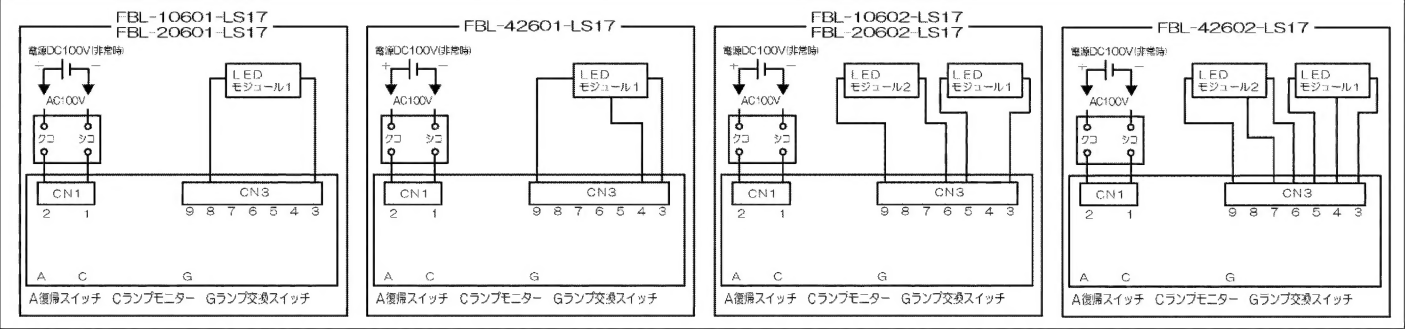 FBL-10601-LS17
FBL-20601-LS17
電源DC100V(非常時)
－ ＋
AC100V
クコ シコ
LED
モジュール1
CN1
CN3
2 1
9 8 7 6 5 4 3
A C G
A復帰スイッチ Cランプモニター Gランプ交換スイッチ
FBL-42601-LS17
電源DC100V(非常時)
＋ －
AC100V
クコ シコ
LED
モジュール1
CN1
CN3
2 1
9 8 7 6 5 4 3
A C G
A復帰スイッチ Cランプモニター Gランプ交換スイッチ
FBL-10602-LS17
FBL-20602-LS17
電源DC100V(非常時)
＋ －
AC100V
クコ シコ
LED
モジュール2
LED
モジュール1
CN1
CN3
2 1
9 8 7 6 5 4 3
A C G
A復帰スイッチ Cランプモニター Gランプ交換スイッチ
FBL-42602-LS17
電源DC100V(非常時)
＋ －
AC100V
クコ シコ
LED
モジュール2
LED
モジュール1
CN1
CN3
2 1
9 8 7 6 5 4 3
A C G
A復帰スイッチ Cランプモニター Gランプ交換スイッチ